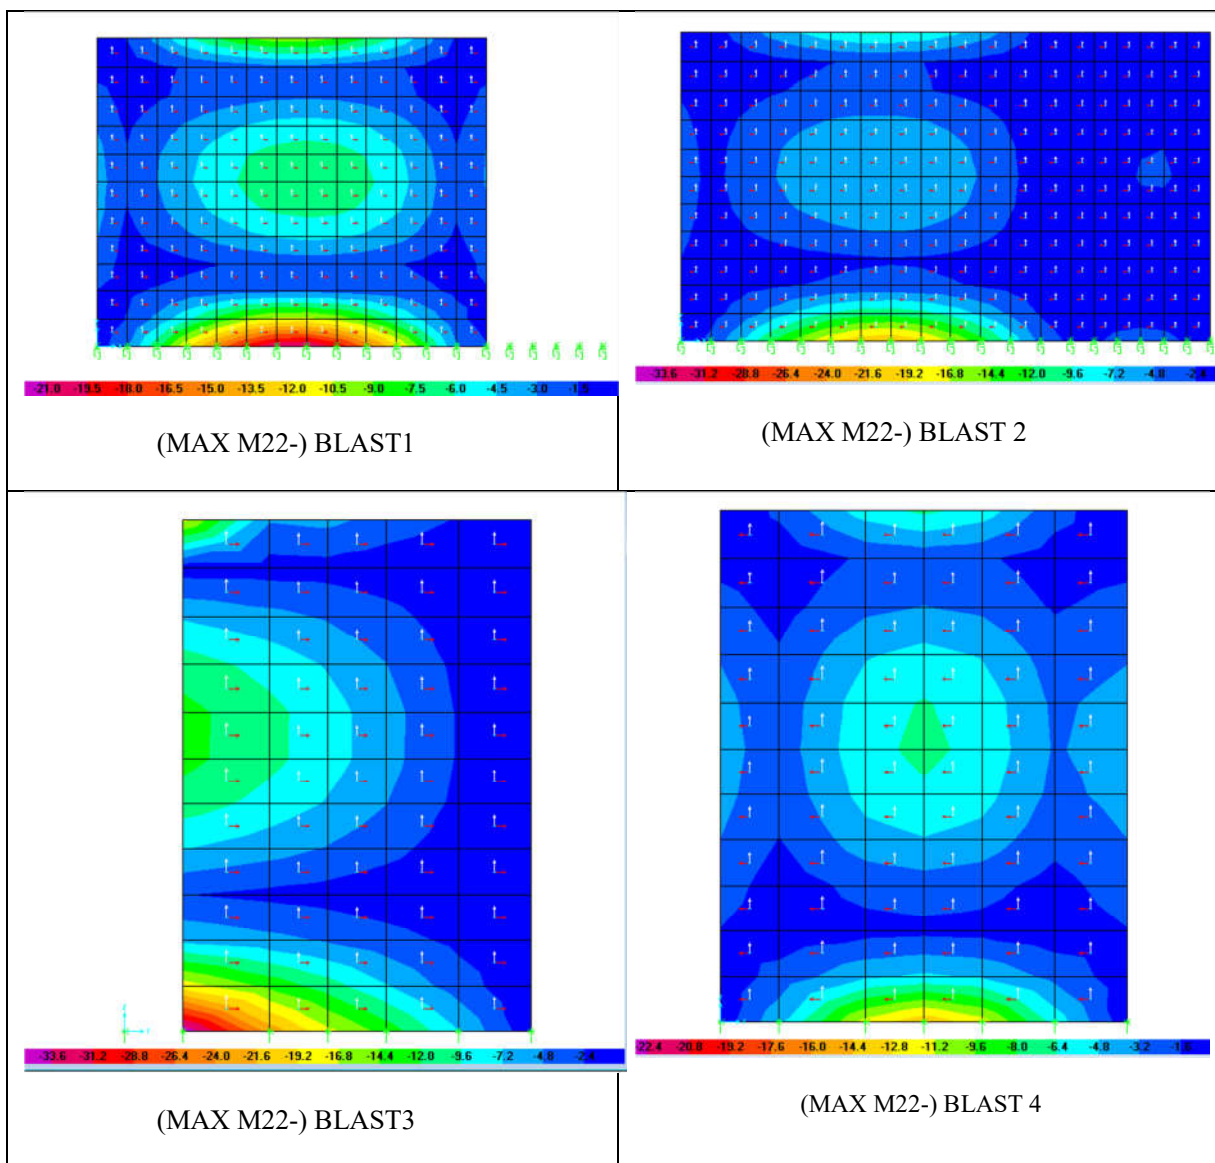 -21.0 -19.5 -18.0 -16.5 -15.0 -13.5 -12.0 -10.5 -9.0 -7.5 -6.0 -4.5 -3.0 -1.5
(MAX M22-) BLAST1
-33.6 -31.2 -28.8 -26.4 -24.0 -21.6 -19.2 -16.8 -14.4 -12.0 -9.6 -7.2 -4.8 -2.4
(MAX M22-) BLAST 2
-33.6 -31.2 -28.8 -26.4 -24.0 -21.6 -19.2 -16.8 -14.4 -12.0 -9.6 -7.2 -4.8 -2.4
(MAX M22-) BLAST3
-22.4 -20.8 -19.2 -17.6 -16.0 -14.4 -12.8 -11.2 -9.6 -8.0 -6.4 -4.8 -3.2 -1.6
(MAX M22-) BLAST 4